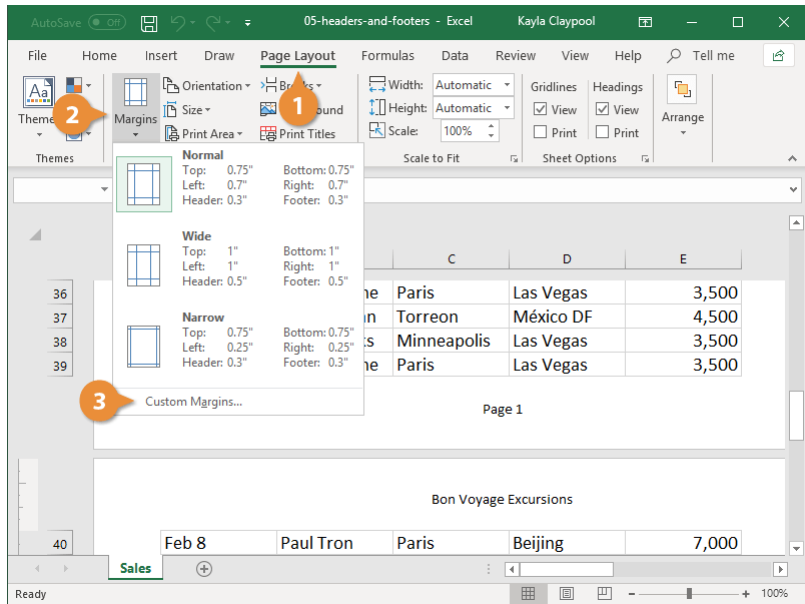 AutoSave Off 05-headers-and-footers - Excel Kayla Claypool
File Home Insert Draw Page Layout Formulas Data Review View Help Tell me
Aa Orientation Width: Automatic Gridlines Headings
1
2 Margins Size Height: Automatic View View Arrange
Print Area Print Titles Scale: 100% Print Print
Themes Scale to Fit Sheet Options
Normal
Top: 0.75" Bottom: 0.75"
Left: 0.7" Right: 0.7"
Header: 0.3" Footer: 0.3"
Wide
Top: 1" Bottom: 1"
Left: 1" Right: 1"
Header: 0.5" Footer: 0.5"
Narrow
Top: 0.75" Bottom: 0.75"
Left: 0.25" Right: 0.25"
Header: 0.3" Footer: 0.3"
3 Custom Margins...
C D E
36 Paris Las Vegas 3,500
37 Torreon México DF 4,500
38 Minneapolis Las Vegas 3,500
39 Paris Las Vegas 3,500
Page 1
Bon Voyage Excursions
40 Feb 8 Paul Tron Paris Beijing 7,000
Sales
Ready 100%